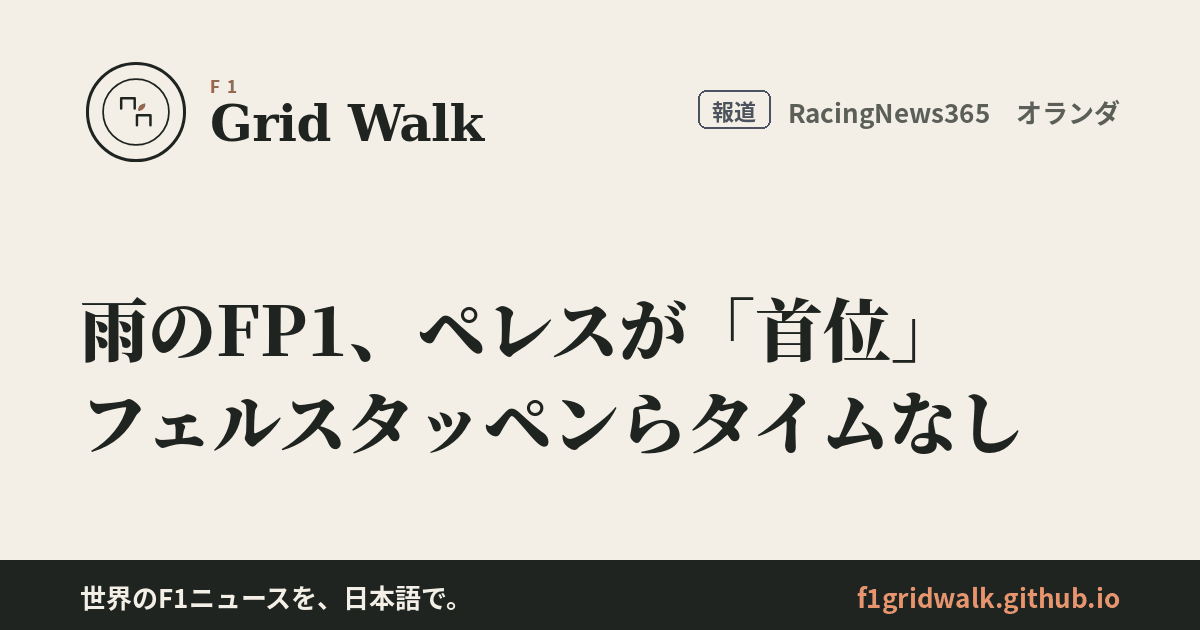 F1
Grid Walk
報道 RacingNews365 オランダ
雨のFP1、ペレスが「首位」
フェルスタッペンらタイムなし
世界のF1ニュースを、日本語で。
f1gridwalk.github.io